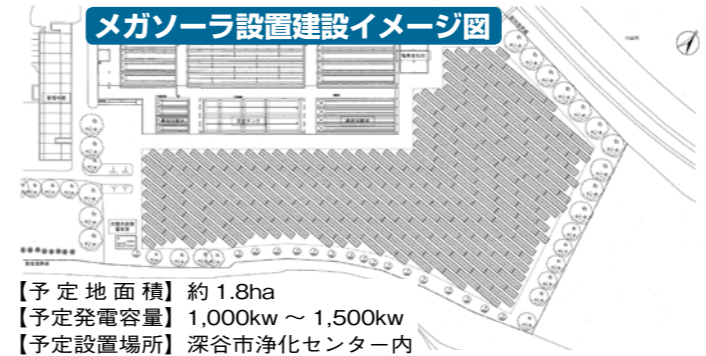 メガソーラ設置建設イメージ図
【予定地面積】約1.8ha
【予定発電容量】1,000kw ～ 1,500kw
【予定設置場所】深谷市浄化センター内